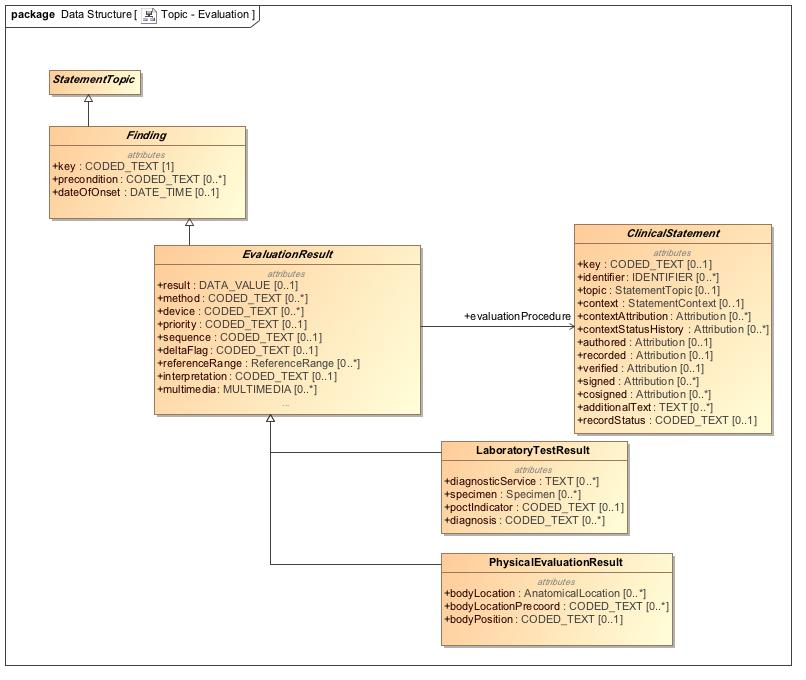 package Data Structure [ Topic - Evaluation ]
StatementTopic
Finding
attributes
+key : CODED_TEXT [1]
+precondition : CODED_TEXT [0..*]
+dateOfOnset : DATE_TIME [0..1]
EvaluationResult
attributes
+result : DATA_VALUE [0..1]
+method : CODED_TEXT [0..*]
+device : CODED_TEXT [0..*]
+priority : CODED_TEXT [0..1]
+sequence : CODED_TEXT [0..1]
+deltaFlag : CODED_TEXT [0..1]
+referenceRange : ReferenceRange [0..*]
+interpretation : CODED_TEXT [0..1]
+multimedia : MULTIMEDIA [0..*]
...
+evaluationProcedure
ClinicalStatement
attributes
+key : CODED_TEXT [0..1]
+identifier : IDENTIFIER [0..*]
+topic : StatementTopic [0..1]
+context : StatementContext [0..1]
+contextAttribution : Attribution [0..*]
+contextStatusHistory : Attribution [0..*]
+authored : Attribution [0..1]
+recorded : Attribution [0..1]
+verified : Attribution [0..1]
+signed : Attribution [0..*]
+cosigned : Attribution [0..*]
+additionalText : TEXT [0..*]
+recordStatus : CODED_TEXT [0..1]
LaboratoryTestResult
attributes
+diagnosticService : TEXT [0..*]
+specimen : Specimen [0..*]
+poctIndicator : CODED_TEXT [0..1]
+diagnosis : CODED_TEXT [0..*]
PhysicalEvaluationResult
attributes
+bodyLocation : AnatomicalLocation [0..*]
+bodyLocationPrecoord : CODED_TEXT [0..*]
+bodyPosition : CODED_TEXT [0..1]